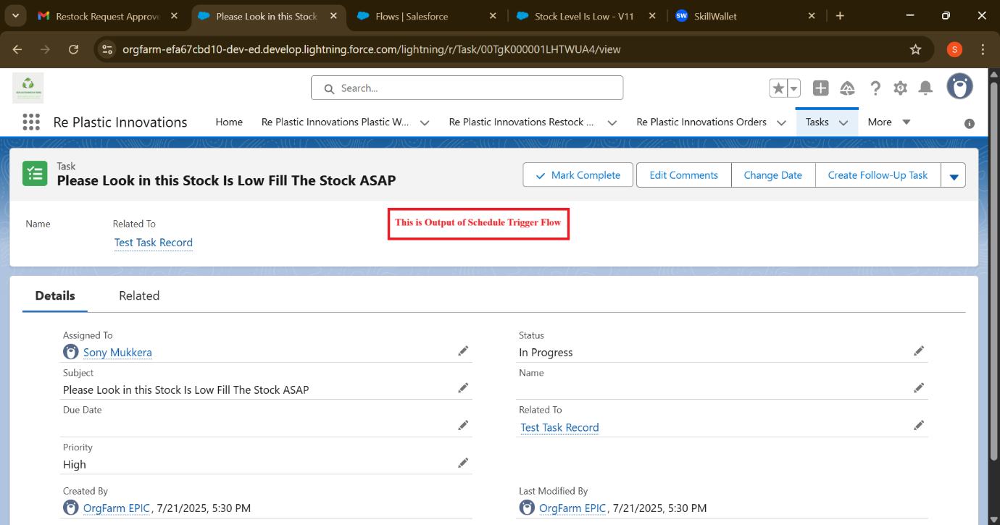 Restock Request Approve
Please Look in this Stock
Flows | Salesforce
Stock Level Is Low - V11
SW
SkillWallet
orgfarm-efa67cbd10-dev-ed.develop.lightning.force.com/lightning/r/Task/00TgK000001LHTWUA4/view
S
Search...
Re Plastic Innovations
Home
Re Plastic Innovations Plastic W...
Re Plastic Innovations Restock ...
Re Plastic Innovations Orders
Tasks
More
Task
Please Look in this Stock Is Low Fill The Stock ASAP
Mark Complete
Edit Comments
Change Date
Create Follow-Up Task
Name
Related To
Test Task Record
This is Output of Schedule Trigger Flow
Details
Related
Assigned To
Sony Mukkera
Status
In Progress
Subject
Please Look in this Stock Is Low Fill The Stock ASAP
Name
Due Date
Related To
Test Task Record
Priority
High
Created By
OrgFarm EPIC, 7/21/2025, 5:30 PM
Last Modified By
OrgFarm EPIC, 7/21/2025, 5:30 PM